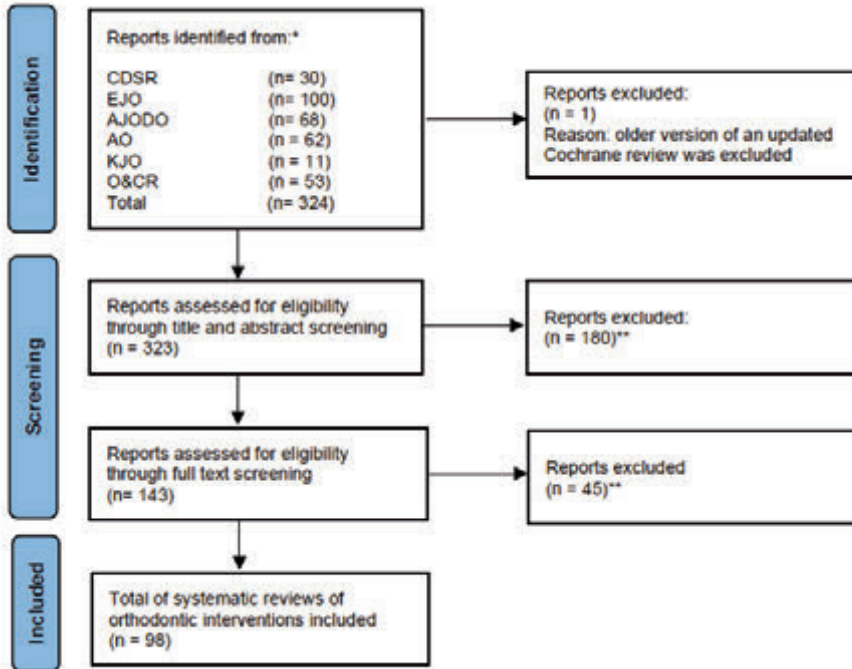 Identification
Reports identified from:*
CDSR (n= 30)
EJO (n= 100)
AJODO (n= 68)
AO (n = 62)
KJO (n = 11)
O&CR (n = 53)
Total (n= 324)
Reports excluded:
(n = 1)
Reason: older version of an updated
Cochrane review was excluded
Screening
Reports assessed for eligibility
through title and abstract screening
(n = 323)
Reports excluded:
(n = 180)**
Reports assessed for eligibility
through full text screening
(n= 143)
Reports excluded
(n = 45)**
Included
Total of systematic reviews of
orthodontic interventions included
(n = 98)